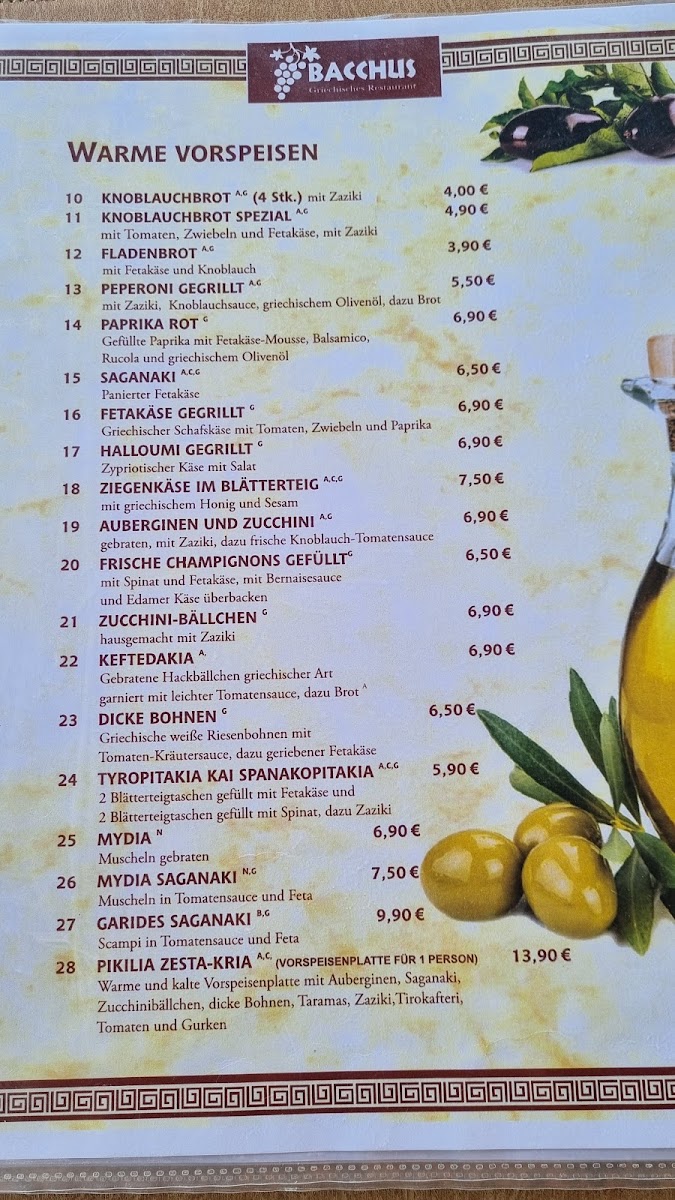 BACCHUS
Griechisches Restaurant
WARME VORSPEISEN
10 KNOBLAUCHBROT A,G (4 Stk.) mit Zaziki 4,00 €
11 KNOBLAUCHBROT SPEZIAL A,G 4,90 €
mit Tomaten, Zwiebeln und Fetakäse, mit Zaziki
12 FLADENBROT A,G 3,90 €
mit Fetakäse und Knoblauch
13 PEPERONI GEGRILLT A,G 5,50 €
mit Zaziki, Knoblauchsauce, griechischem Olivenöl, dazu Brot
14 PAPRIKA ROT G 6,90 €
Gefüllte Paprika mit Fetakäse-Mousse, Balsamico,
Rucola und griechischem Olivenöl
15 SAGANAKI A,C,G 6,50 €
Panierter Fetakäse
16 FETAKÄSE GEGRILLT G 6,90 €
Griechischer Schafskäse mit Tomaten, Zwiebeln und Paprika
17 HALLOUMI GEGRILLT G 6,90 €
Zypriotischer Käse mit Salat
18 ZIEGENKÄSE IM BLÄTTERTEIG A,C,G 7,50 €
mit griechischem Honig und Sesam
19 AUBERGINEN UND ZUCCHINI A,G 6,90 €
gebraten, mit Zaziki, dazu frische Knoblauch-Tomatensauce
20 FRISCHE CHAMPIGNONS GEFÜLLT G 6,50 €
mit Spinat und Fetakäse, mit Bernaisesauce
und Edamer Käse überbacken
21 ZUCCHINI-BÄLLCHEN G 6,90 €
hausgemacht mit Zaziki
22 KEFTEDAKIA A, 6,90 €
Gebratene Hackbällchen griechischer Art
garniert mit leichter Tomatensauce, dazu Brot A
23 DICKE BOHNEN G 6,50 €
Griechische weiße Riesenbohnen mit
Tomaten-Kräutersauce, dazu geriebener Fetakäse
24 TYROPITAKIA KAI SPANAKOPITAKIA A,C,G 5,90 €
2 Blätterteigtaschen gefüllt mit Fetakäse und
2 Blätterteigtaschen gefüllt mit Spinat, dazu Zaziki
25 MYDIA N 6,90 €
Muscheln gebraten
26 MYDIA SAGANAKI N,G 7,50 €
Muscheln in Tomatensauce und Feta
27 GARIDES SAGANAKI B,G 9,90 €
Scampi in Tomatensauce und Feta
28 PIKILIA ZESTA-KRIA A,C, (VORSPEISENPLATTE FÜR 1 PERSON) 13,90 €
Warme und kalte Vorspeisenplatte mit Auberginen, Saganaki,
Zucchinibällchen, dicke Bohnen, Taramas, Zaziki,Tirokafteri,
Tomaten und Gurken